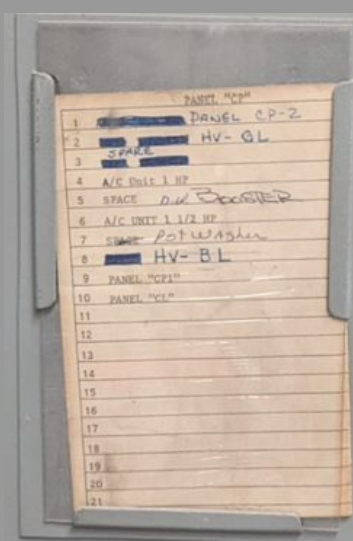 PANEL "CP"
1 PANEL CP-2
2 HV- GL
3 SPARE
4 A/C Unit 1 HP
5 SPACE D.W. BOOSTER
6 A/C UNIT 1 1/2 HP
7 SPACE Pot Washer
8 HV- BL
9 PANEL "CP1"
10 PANEL "CL"
11
12
13
14
15
16
17
18
19
20
21